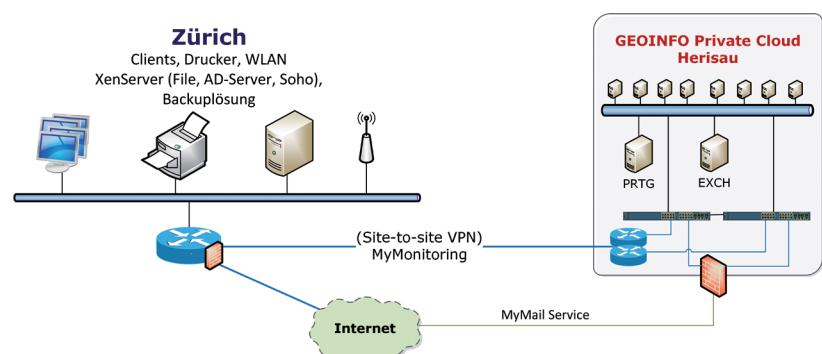 Zürich
Clients, Drucker, WLAN
XenServer (File, AD-Server, Soho),
Backuplösung
GEOINFO Private Cloud
Herisau
PRTG
EXCH
(Site-to-site VPN)
MyMonitoring
MyMail Service
Internet